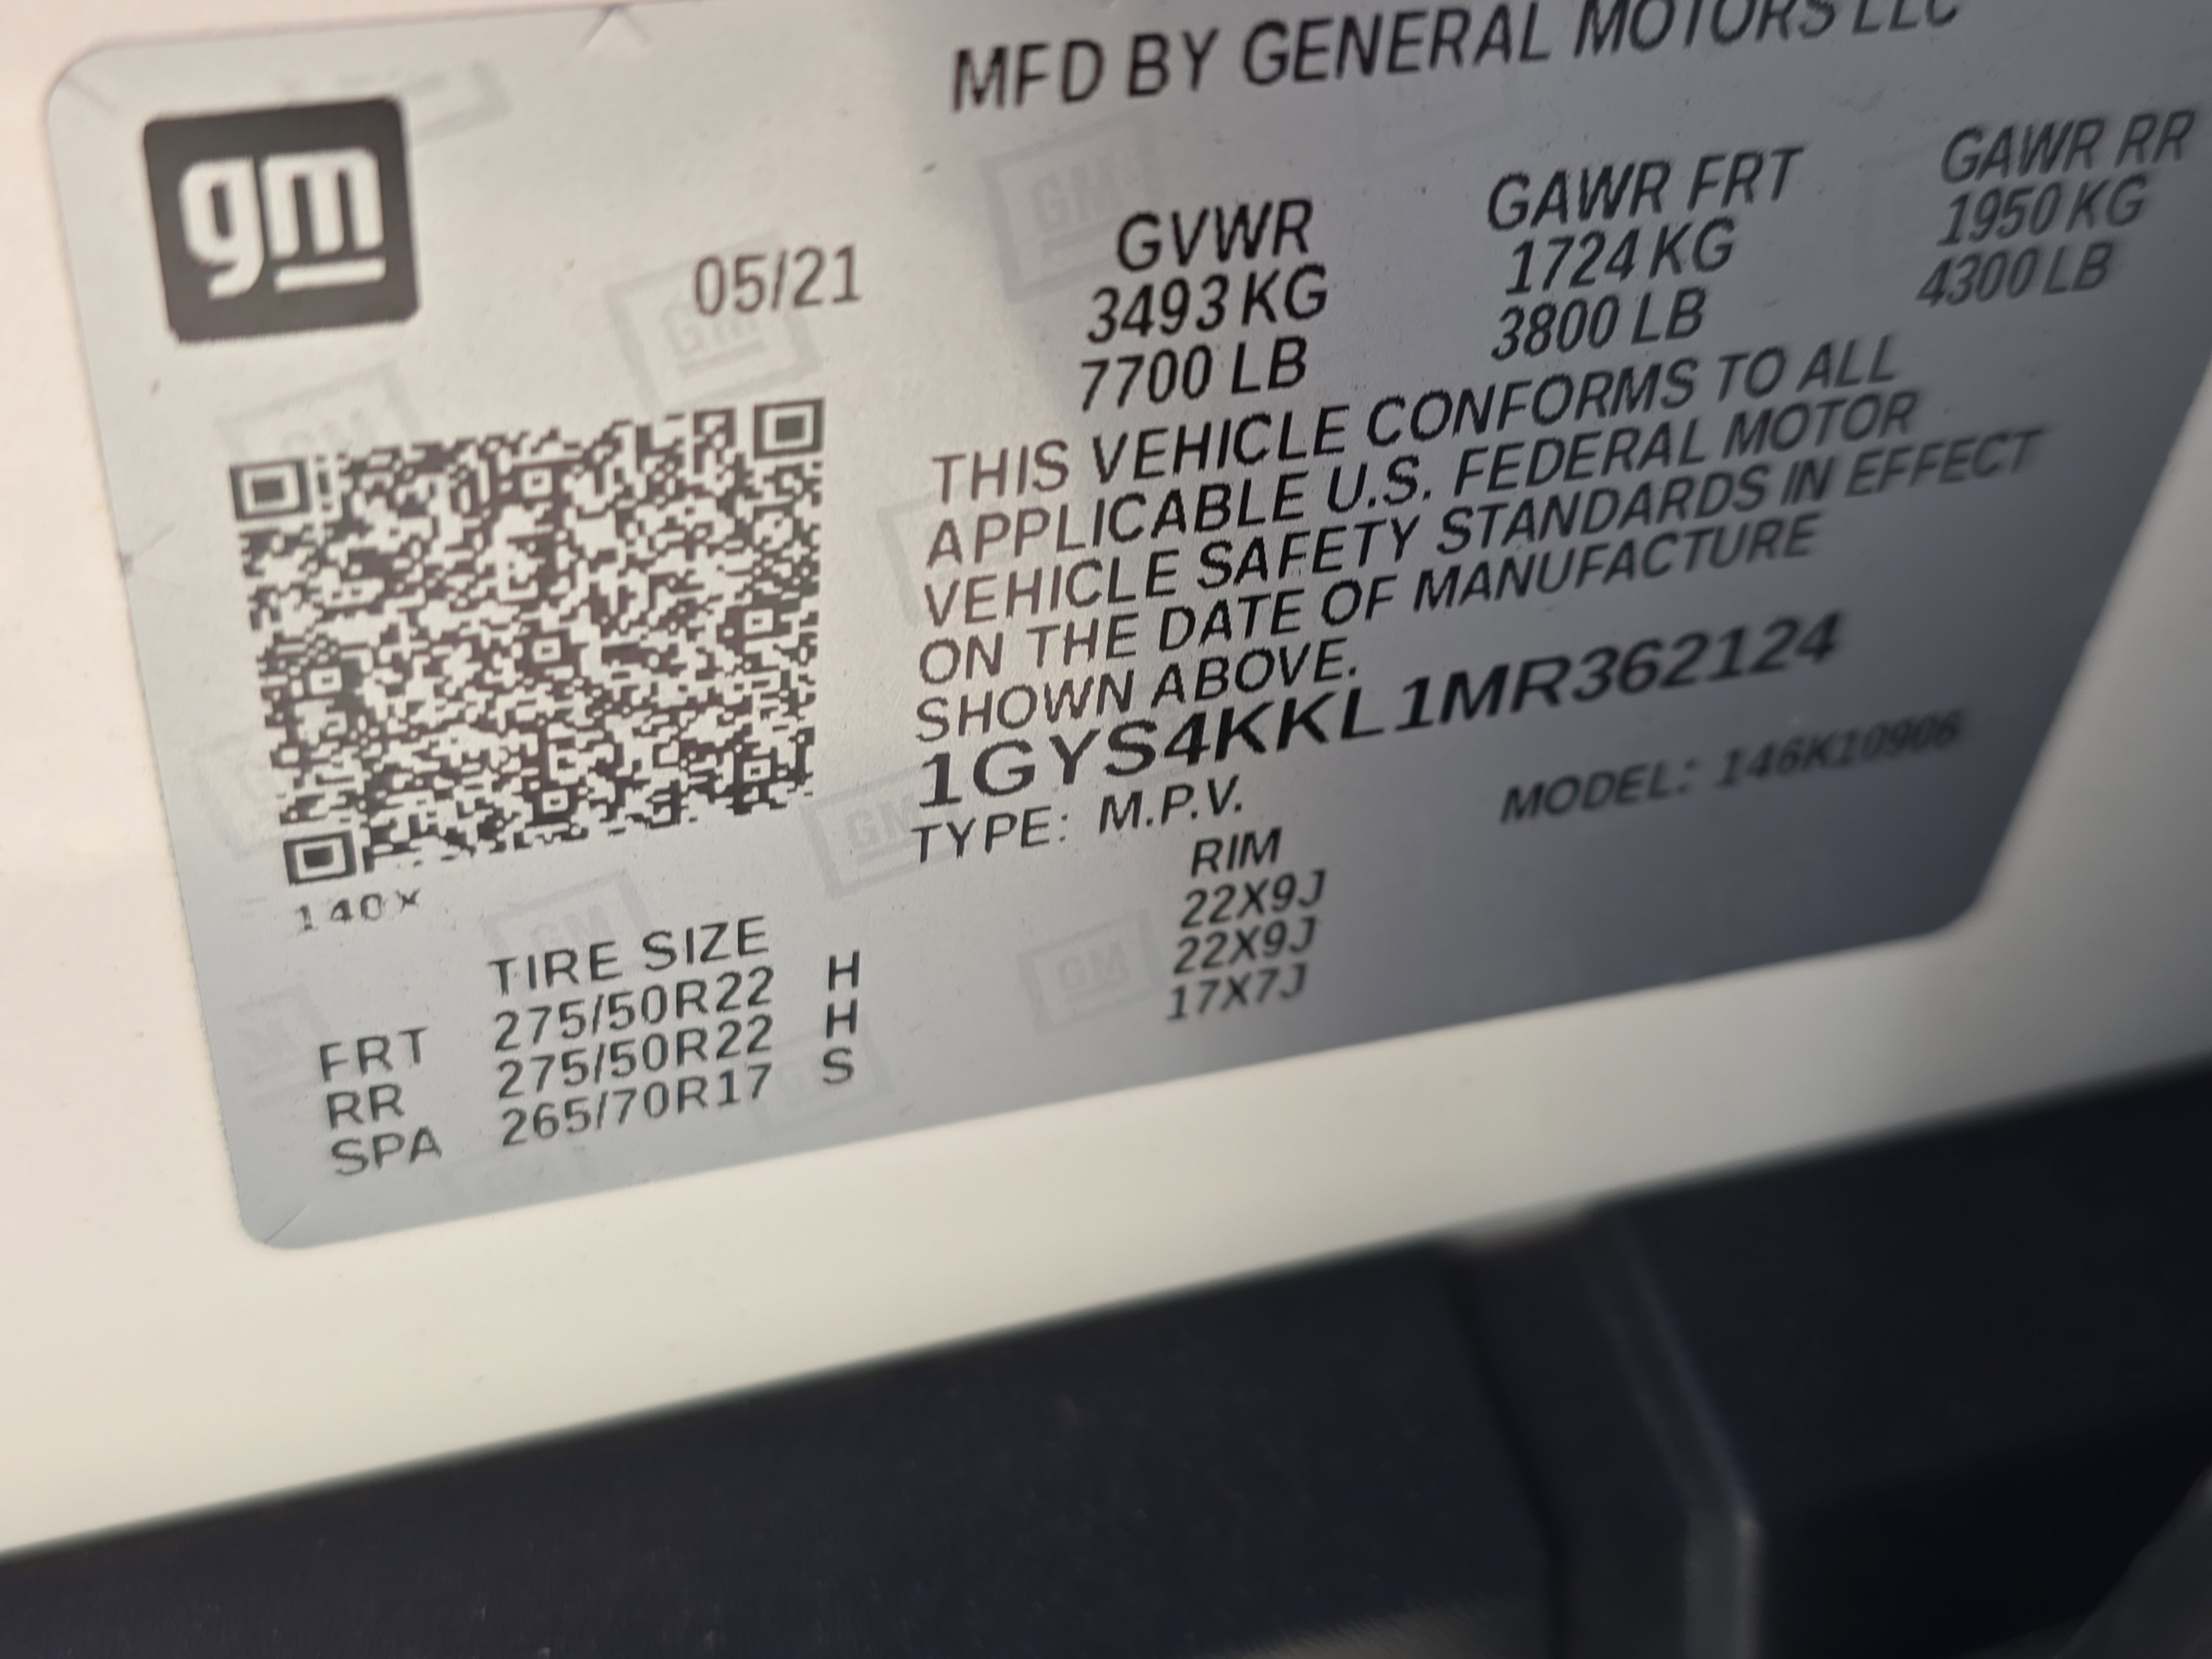 MFD BY GENERAL MOTORS LLC
gm
05/21
GVWR GAWR FRT GAWR RR
3493 KG 1724 KG 1950 KG
7700 LB 3800 LB 4300 LB
THIS VEHICLE CONFORMS TO ALL
APPLICABLE U.S. FEDERAL MOTOR
VEHICLE SAFETY STANDARDS IN EFFECT
ON THE DATE OF MANUFACTURE
SHOWN ABOVE.
1GYS4KKL1MR362124
TYPE: M.P.V. MODEL: 146K10906
140X
TIRE SIZE RIM
FRT 275/50R22 H 22X9J
RR 275/50R22 H 22X9J
SPA 265/70R17 S 17X7J